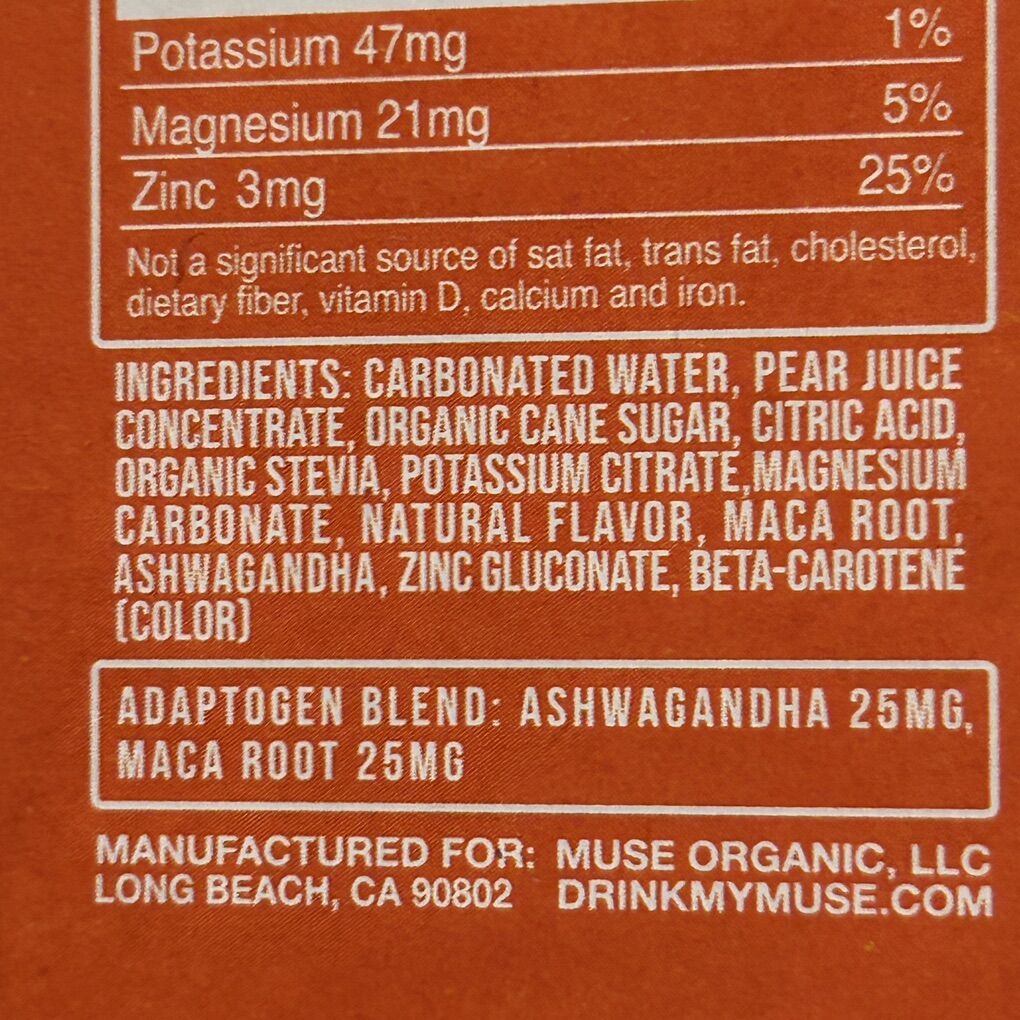 Potassium 47mg 1%
Magnesium 21mg 5%
Zinc 3mg 25%
Not a significant source of sat fat, trans fat, cholesterol,
dietary fiber, vitamin D, calcium and iron.
INGREDIENTS: CARBONATED WATER, PEAR JUICE
CONCENTRATE, ORGANIC CANE SUGAR, CITRIC ACID,
ORGANIC STEVIA, POTASSIUM CITRATE,MAGNESIUM
CARBONATE, NATURAL FLAVOR, MACA ROOT,
ASHWAGANDHA, ZINC GLUCONATE, BETA-CAROTENE
(COLOR)
ADAPTOGEN BLEND: ASHWAGANDHA 25MG,
MACA ROOT 25MG
MANUFACTURED FOR: MUSE ORGANIC, LLC
LONG BEACH, CA 90802 DRINKMYMUSE.COM